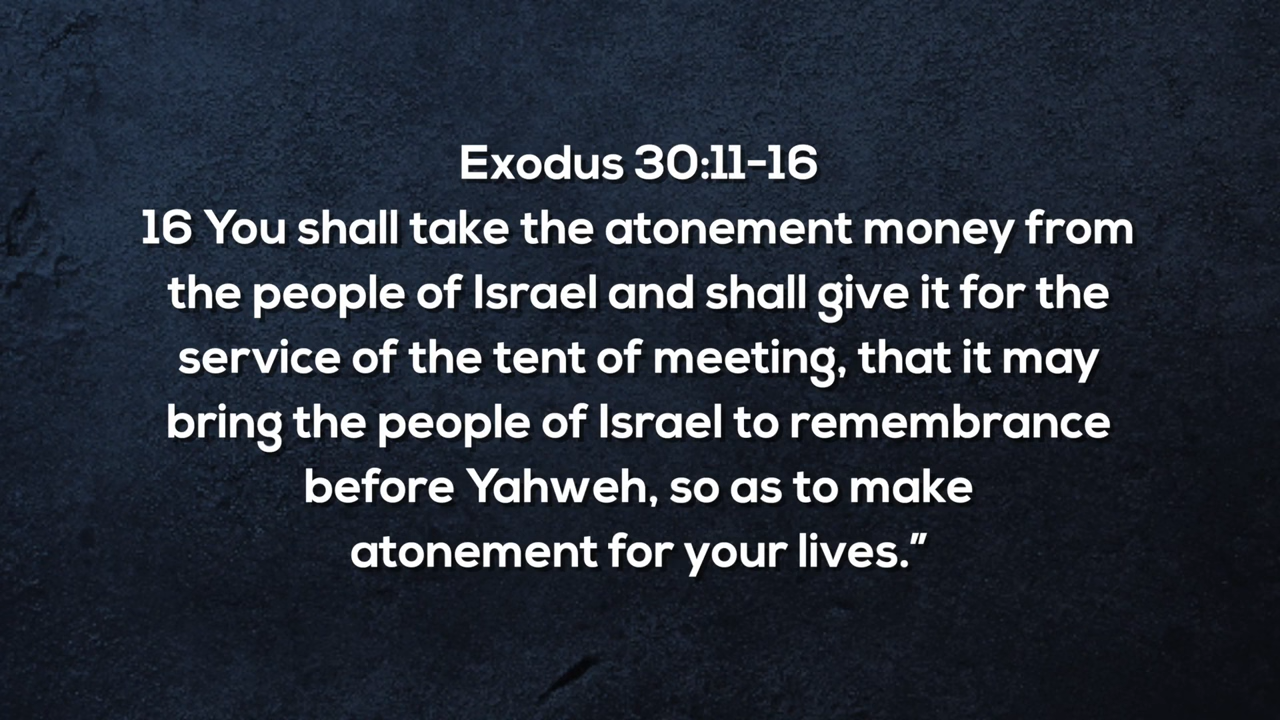 Exodus 30:11-16
16 You shall take the atonement money from
the people of Israel and shall give it for the
service of the tent of meeting, that it may
bring the people of Israel to remembrance
before Yahweh, so as to make
atonement for your lives.”